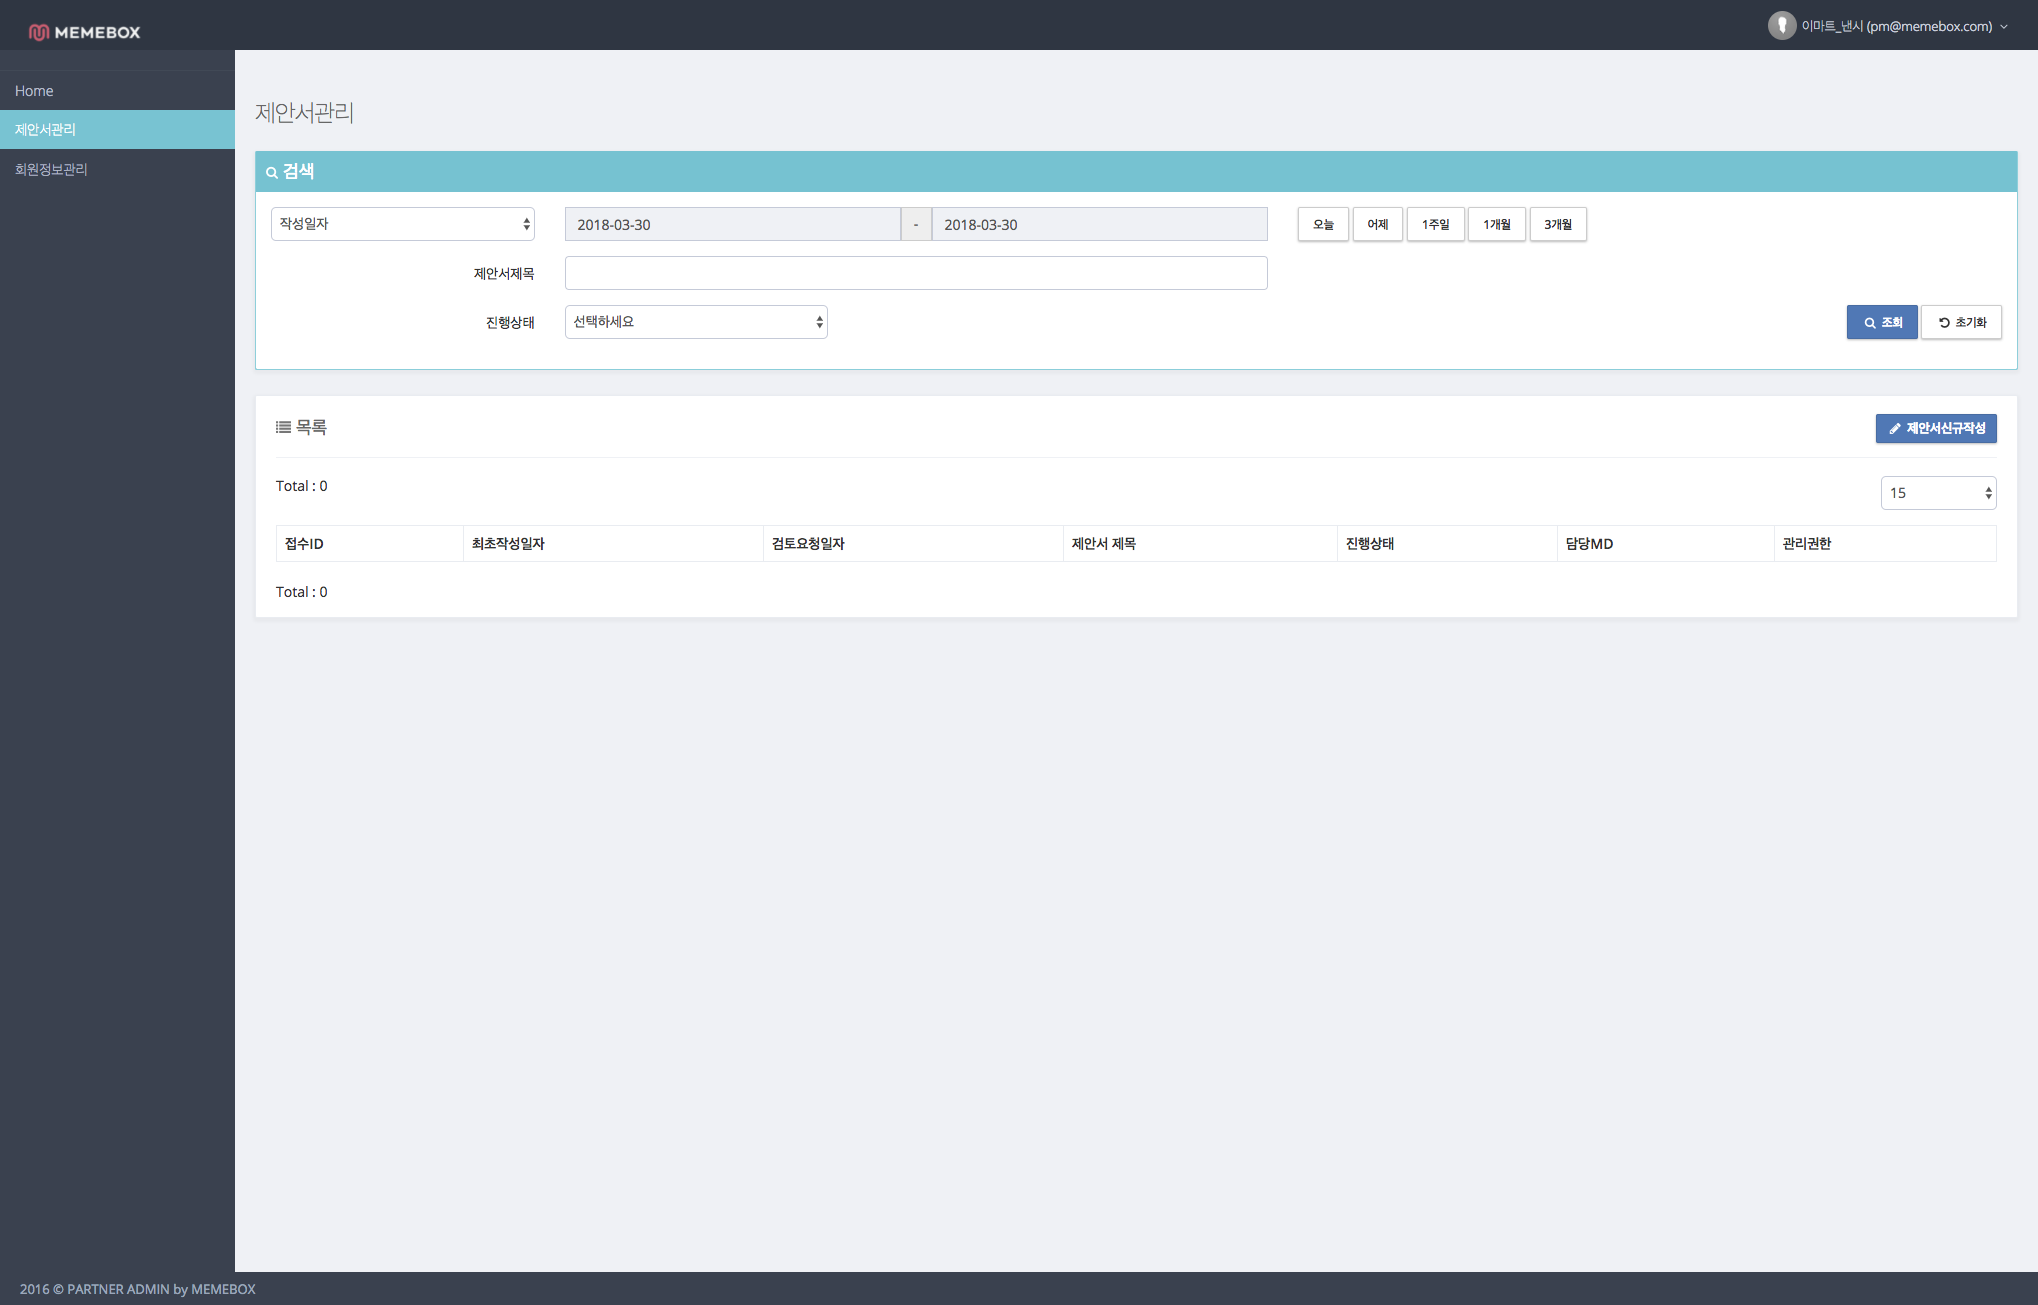 MEMEBOX
이마트_낸시 (pm@memebox.com)
Home
제안서관리
회원정보관리
제안서관리
검색
작성일자
2018-03-30 - 2018-03-30
오늘 어제 1주일 1개월 3개월
제안서제목
진행상태 선택하세요
조회 초기화
목록
제안서신규작성
Total : 0
15
접수ID 최초작성일자 검토요청일자 제안서 제목 진행상태 담당MD 관리권한
Total : 0
2016 © PARTNER ADMIN by MEMEBOX